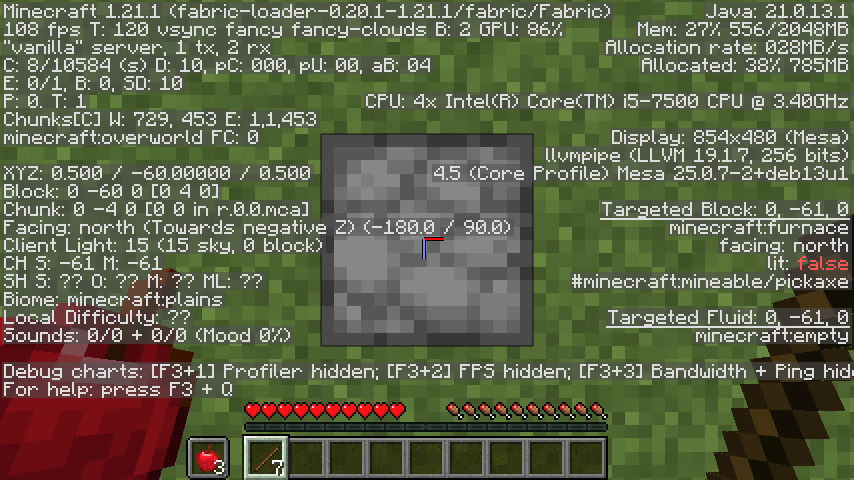 Minecraft 1.21.1 (fabric-loader-0.20.1-1.21.1/fabric/Fabric)
108 fps T: 120 vsync fancy fancy-clouds B: 2 GPU: 86%
"vanilla" server, 1 tx, 2 rx
C: 8/10584 (s) D: 10, pC: 000, pU: 00, aB: 04
E: 0/1, B: 0, SD: 10
P: 0. T: 1
Chunks[C] W: 729, 453 E: 1,1,453
minecraft:overworld FC: 0
XYZ: 0.500 / -60.00000 / 0.500
Block: 0 -60 0 [0 4 0]
Chunk: 0 -4 0 [0 0 in r.0.0.mca]
Facing: north (Towards negative Z) (-180.0 / 90.0)
Client Light: 15 (15 sky, 0 block)
CH S: -61 M: -61
SH S: ?? O: ?? M: ?? ML: ??
Biome: minecraft:plains
Local Difficulty: ??
Sounds: 0/0 + 0/0 (Mood 0%)
Debug charts: [F3+1] Profiler hidden; [F3+2] FPS hidden; [F3+3] Bandwidth + Ping hid
For help: press F3 + Q
Java: 21.0.13.1
Mem: 27% 556/2048MB
Allocation rate: 028MB/s
Allocated: 38% 785MB
CPU: 4x Intel(R) Core(TM) i5-7500 CPU @ 3.40GHz
Display: 854x480 (Mesa)
llvmpipe (LLVM 19.1.7, 256 bits)
4.5 (Core Profile) Mesa 25.0.7-2+deb13u1
Targeted Block: 0, -61, 0
minecraft:furnace
facing: north
lit: false
#minecraft:mineable/pickaxe
Targeted Fluid: 0, -61, 0
minecraft:empty
3
7